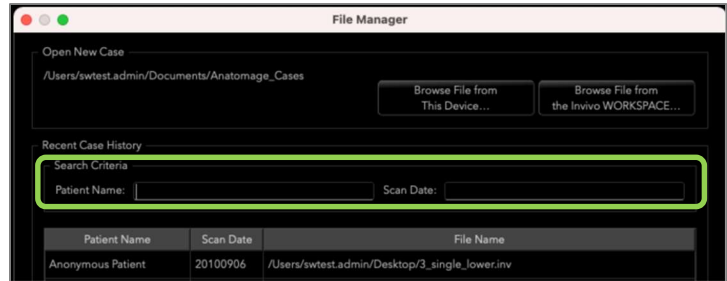 File Manager
Open New Case
/Users/swtest.admin/Documents/Anatomage_Cases
Browse File from
This Device...
Browse File from
the Invivo WORKSPACE...
Recent Case History
Search Criteria
Patient Name: Scan Date:
Patient Name Scan Date File Name
Anonymous Patient 20100906 /Users/swtest.admin/Desktop/3_single_lower.inv